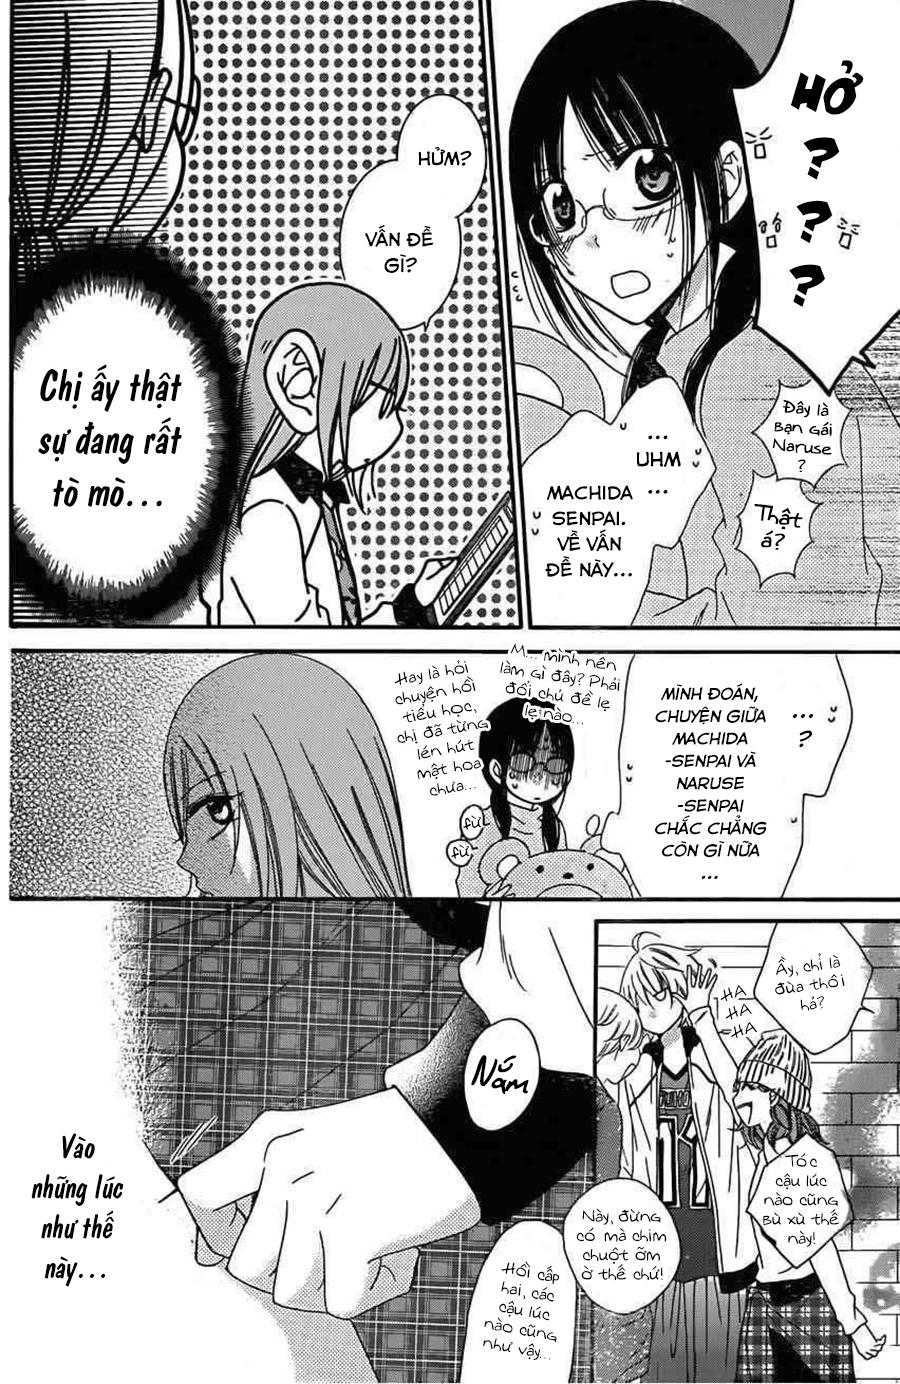 HỞ
?
?
?
Đây là
Bạn Gái
Naruse
?
Thật
á?
...
UHM
...
MACHIDA
SENPAI.
VỀ VẤN
ĐỀ NÀY...
HỬM?
VẤN ĐỀ
GÌ?
Chị ấy thật
sự đang rất
tò mò...
...
?
MÌNH ĐOÁN,
CHUYỆN GIỮA
MACHIDA
-SENPAI VÀ
NARUSE
-SENPAI
CHẮC CHẲNG
CÒN GÌ NỮA
...
M... mình nên
làm gì đây? Phải
đổi chủ đề lẹ
lẹ nào...
Hay là hỏi
chuyện hồi
tiểu học,
chị đã từng
lén hút
mật hoa
chưa...
fừ
fừ
Ầy, chỉ là
đùa thôi
hả?
HA
HA
HA
Tóc
cậu lúc
nào cũng
Bù xù thế
này!
Này, đừng
có mà chim
chuột ỡm
ờ thế chứ!
Hồi cấp
hai, các
cậu lúc
nào cũng
như vậy...
Nắm
Vào
những lúc
như thế
này...